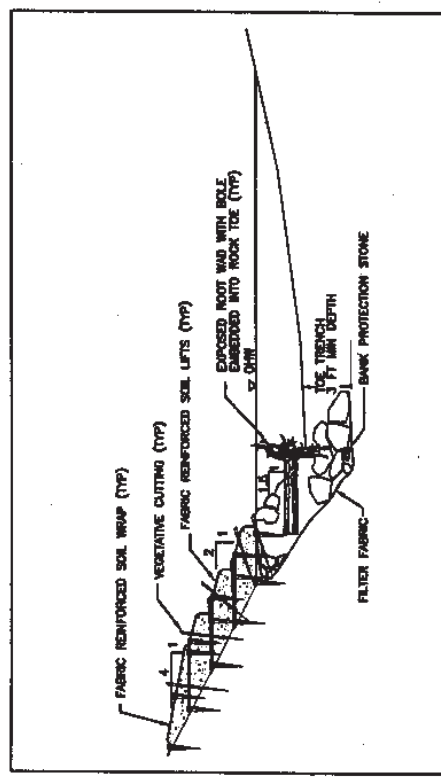 FABRIC REINFORCED SOIL WRAP (TYP)
VEGETATIVE CUTTING (TYP)
FABRIC REINFORCED SOIL LIFTS (TYP)
EXPOSED ROOT WAD WITH BOLE
EMBEDDED INTO ROCK TOE (TYP)
OHW
4
1
2
1
1.5
1
TOE TRENCH
3 FT MIN DEPTH
BANK PROTECTION STONE
FILTER FABRIC